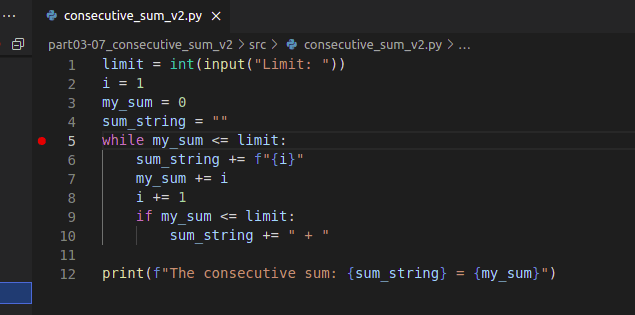 ··· consecutive_sum_v2.py ×
part03-07_consecutive_sum_v2 > src > consecutive_sum_v2.py > ...
1 limit = int(input("Limit: "))
2 i = 1
3 my_sum = 0
4 sum_string = ""
5 while my_sum <= limit:
6     sum_string += f"{i}"
7     my_sum += i
8     i += 1
9     if my_sum <= limit:
10         sum_string += " + "
11
12 print(f"The consecutive sum: {sum_string} = {my_sum}")